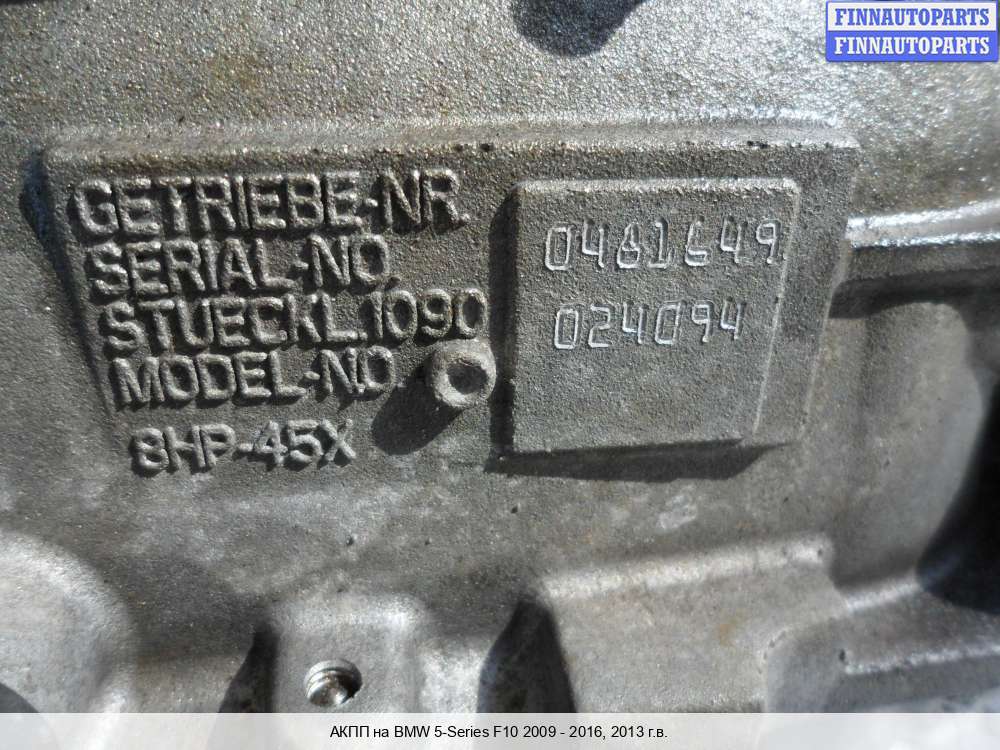 FINNAUTOPARTS
FINNAUTOPARTS
GETRIEBE-NR.
SERIAL-NO.
STUECKL.1090
MODEL-NO.
8HP-45X
0461649
024094
АКПП на BMW 5-Series F10 2009 - 2016, 2013 г.в.